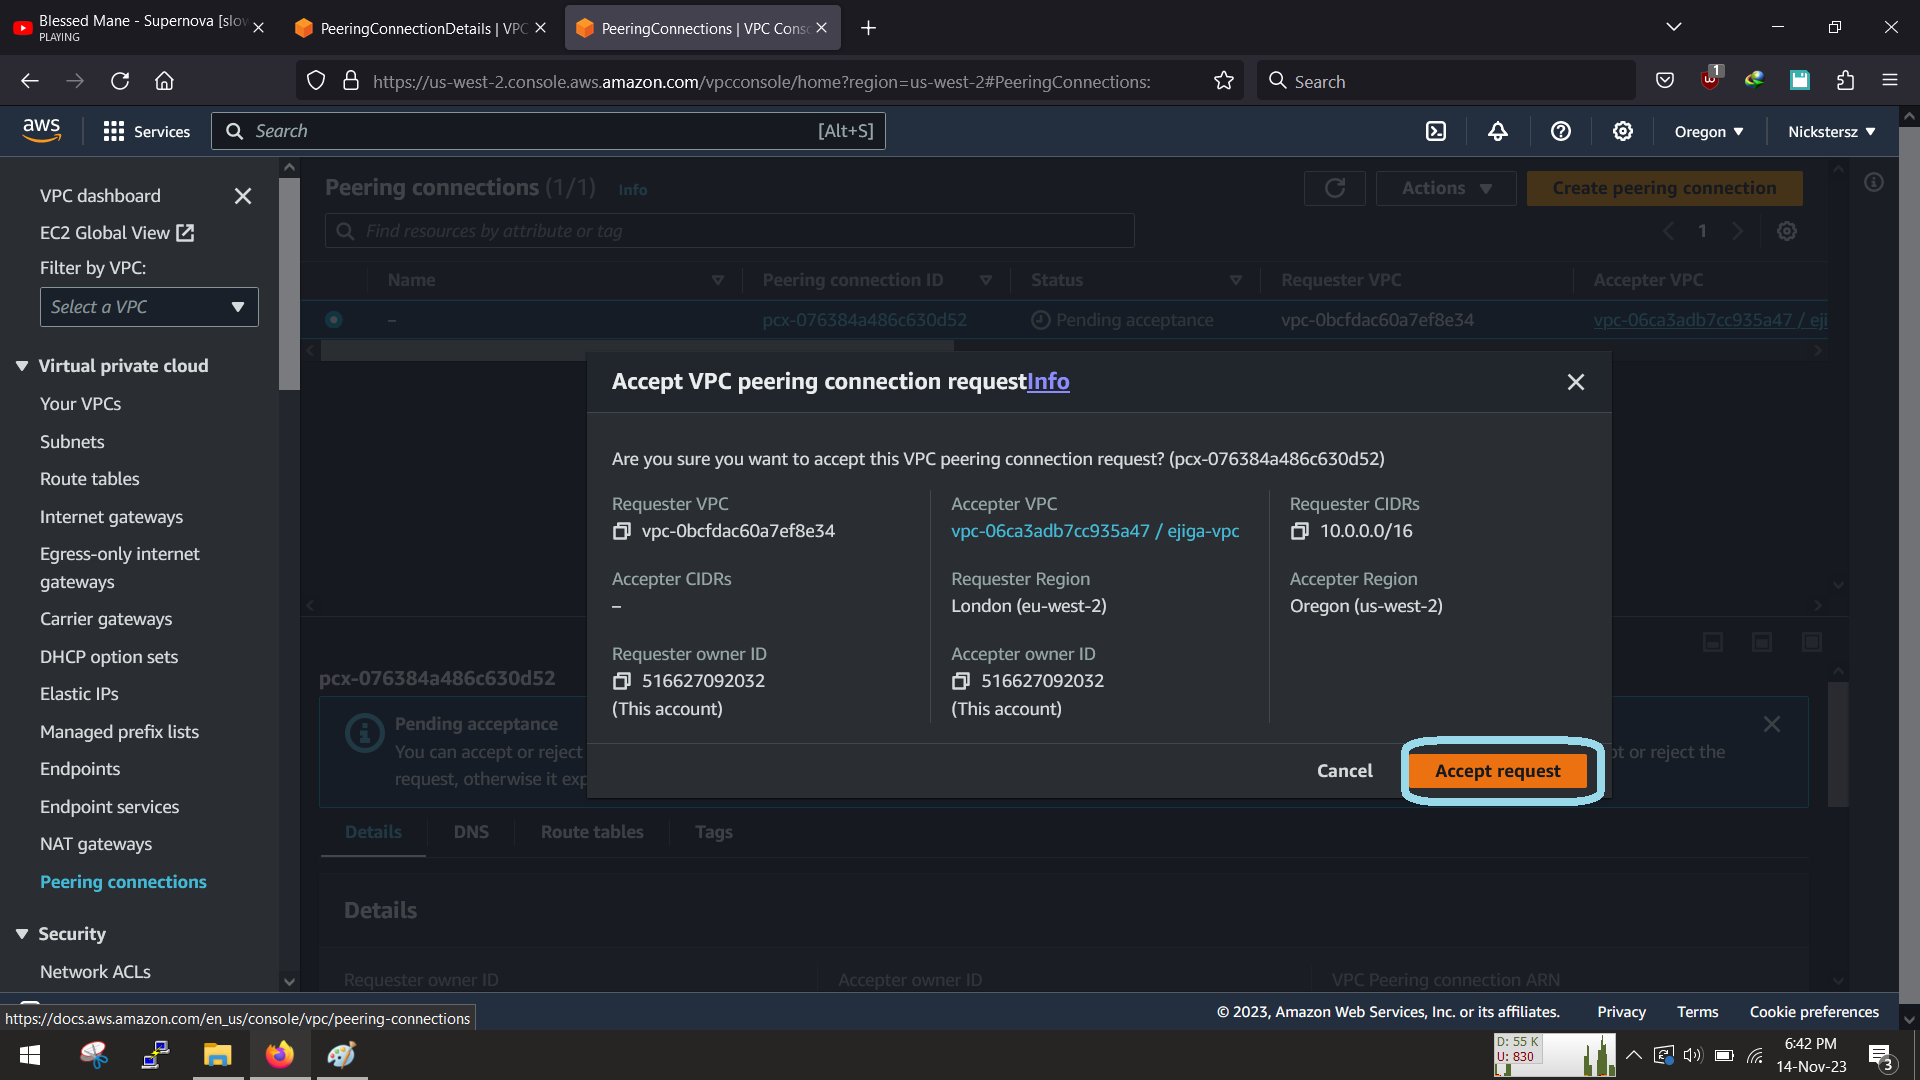 Blessed Mane - Supernova [slow
PLAYING
PeeringConnectionDetails | VPC
PeeringConnections | VPC Conso
https://us-west-2.console.aws.amazon.com/vpcconsole/home?region=us-west-2#PeeringConnections:
Search
1
aws
Services
Search
[Alt+S]
Oregon
Nickstersz
VPC dashboard
EC2 Global View
Filter by VPC:
Select a VPC
Virtual private cloud
Your VPCs
Subnets
Route tables
Internet gateways
Egress-only internet
gateways
Carrier gateways
DHCP option sets
Elastic IPs
Managed prefix lists
Endpoints
Endpoint services
NAT gateways
Peering connections
Security
Network ACLs
Peering connections (1/1) Info
Actions
Create peering connection
Find resources by attribute or tag
1
Name
Peering connection ID
Status
Requester VPC
Accepter VPC
–
pcx-076384a486c630d52
Pending acceptance
vpc-0bcfdac60a7ef8e34
vpc-06ca3adb7cc935a47 / eji
Accept VPC peering connection requestInfo
Are you sure you want to accept this VPC peering connection request? (pcx-076384a486c630d52)
Requester VPC
vpc-0bcfdac60a7ef8e34
Accepter VPC
vpc-06ca3adb7cc935a47 / ejiga-vpc
Requester CIDRs
10.0.0.0/16
Accepter CIDRs
–
Requester Region
London (eu-west-2)
Accepter Region
Oregon (us-west-2)
Requester owner ID
516627092032
(This account)
Accepter owner ID
516627092032
(This account)
Cancel
Accept request
pcx-076384a486c630d52
Pending acceptance
You can accept or reject
pt or reject the
request, otherwise it exp
Details
DNS
Route tables
Tags
Details
Requester owner ID
Accepter owner ID
VPC Peering connection ARN
https://docs.aws.amazon.com/en_us/console/vpc/peering-connections
© 2023, Amazon Web Services, Inc. or its affiliates.
Privacy
Terms
Cookie preferences
D: 55 K
U: 830
6:42 PM
14-Nov-23
3